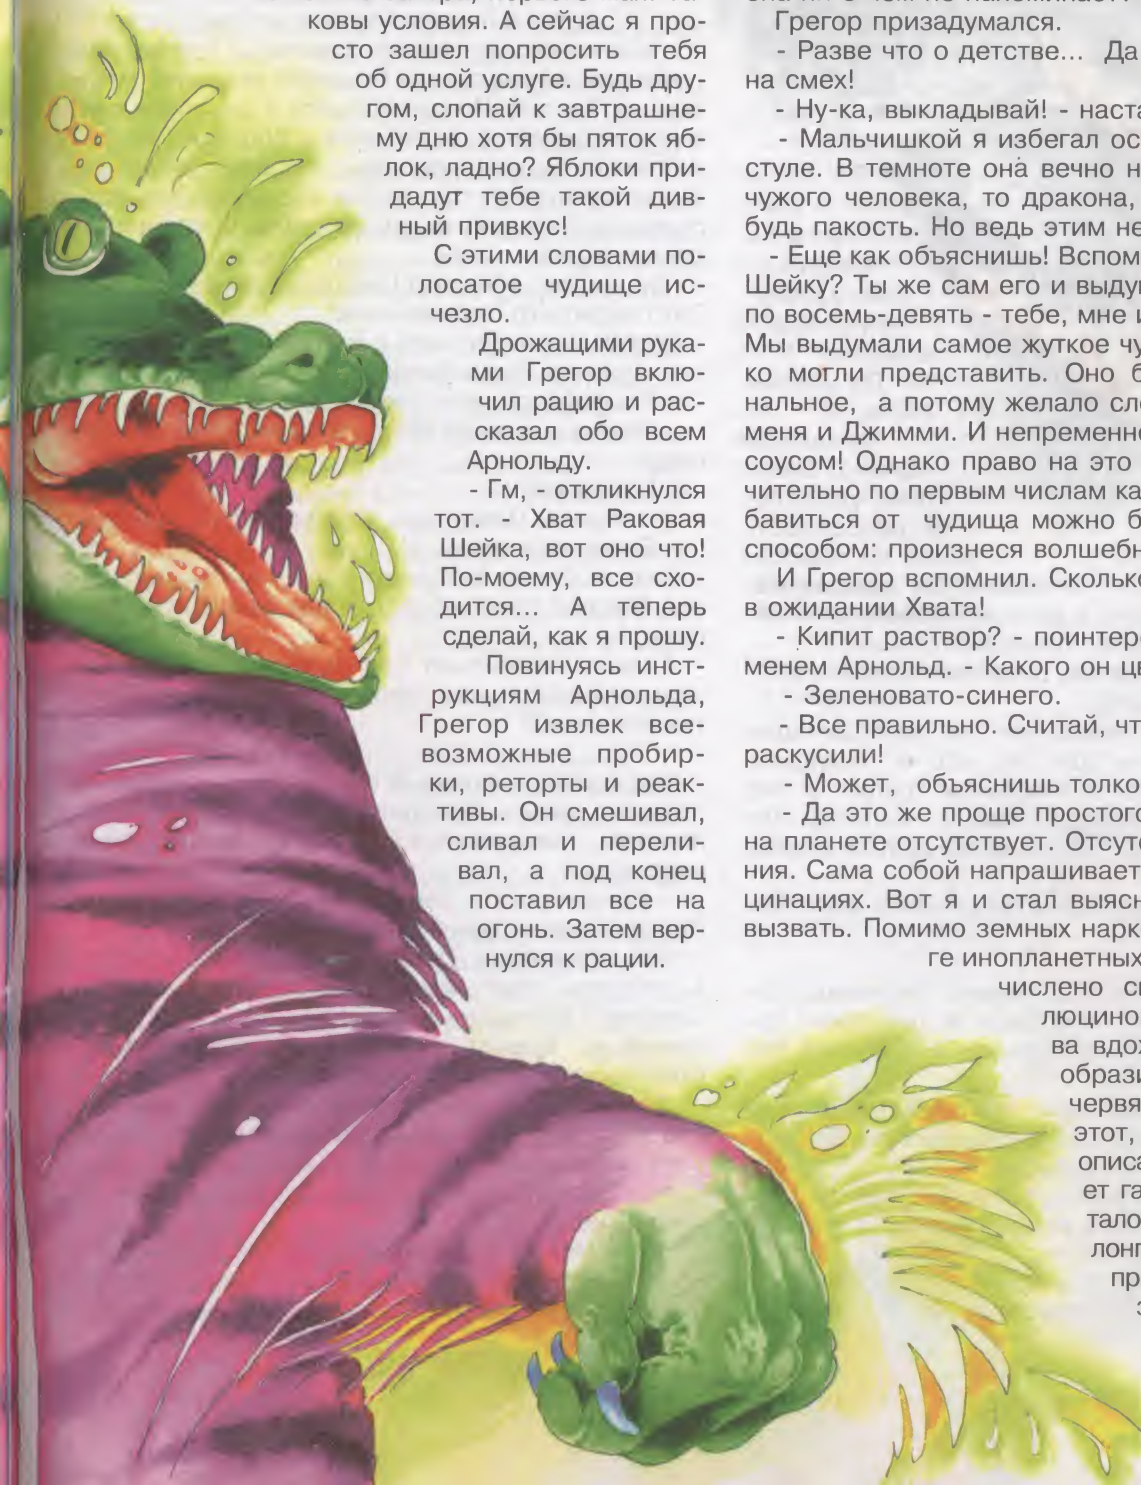 ковы условия. А сейчас я про-
сто зашел попросить тебя
об одной услуге. Будь дру-
гом, слопай к завтрашне-
му дню хотя бы пяток яб-
лок, ладно? Яблоки при-
дадут тебе такой див-
ный привкус!
С этими словами по-
лосатое чудище ис-
чезло.
Дрожащими рука-
ми Грегор вклю-
чил рацию и рас-
сказал обо всем
Арнольду.
- Гм, - откликнулся
тот. - Хват Раковая
Шейка, вот оно что!
По-моему, все схо-
дится... А теперь
сделай, как я прошу.
Повинуясь инст-
рукциям Арнольда,
Грегор извлек все-
возможные пробир-
ки, реторты и реак-
тивы. Он смешивал,
сливал и перели-
вал, а под конец
поставил все на
огонь. Затем вер-
нулся к рации.
Грегор призадумался.
- Разве что о детстве... Да
на смех!
- Ну-ка, выкладывай! - наста
- Мальчишкой я избегал ос
стуле. В темноте она вечно н
чужого человека, то дракона,
будь пакость. Но ведь этим не
- Еще как объяснишь! Вспом
Шейку? Ты же сам его и выду
по восемь-девять - тебе, мне и
Мы выдумали самое жуткое чу
ко могли представить. Оно б
нальное, а потому желало сло
меня и Джимми. И непременно
соусом! Однако право на это
чительно по первым числам ка
бавиться от чудища можно б
способом: произнеся волшебн
И Грегор вспомнил. Сколько
в ожидании Хвата!
- Кипит раствор? - поинтер
менем Арнольд. - Какого он цв
- Зеленовато-синего.
- Все правильно. Считай, чт
раскусили!
- Может, объяснишь толко
- Да это же проще простого
на планете отсутствует. Отсутс
ния. Сама собой напрашивает
цинациях. Вот я и стал выясн
вызвать. Помимо земных нарк
ге инопланетных
числено с
люцино
ва вдох
образи
червя
этот,
описа
ет га
тало
лон
пр